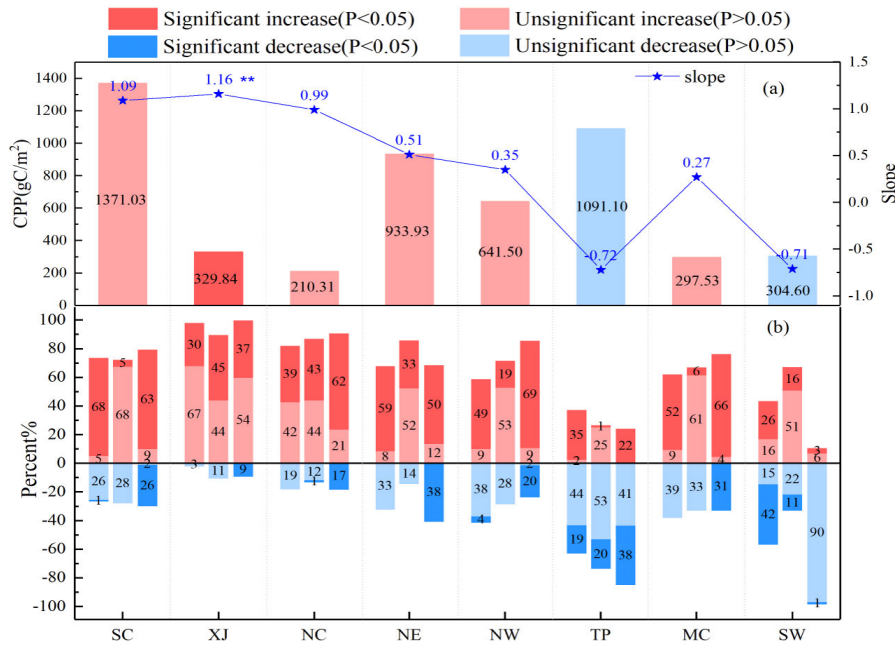 Significant increase(P<0.05) Unsignificant increase(P>0.05)
Significant decrease(P<0.05) Unsignificant decrease(P>0.05)
1400
1200
1000
800
600
400
200
0
CPP(gC/m²)
1.09 1.16 ** 0.99 0.51 0.35 -0.72 0.27 -0.71
slope
(a)
1371.03 329.84 210.31 933.93 641.50 1091.10 297.53 304.60
1.5
1.0
0.5
0.0
-0.5
-1.0
Slope
(b)
100
80
60
40
20
0
-20
-40
-60
-80
-100
Percent%
68 5 26 1
5 68 28
63 9 2 26
30 67 3
45 44 11
37 54 9
39 42 19
43 44 12 1
62 21 17
59 8 33
33 52 14
50 12 38
49 9 38 4
19 53 28
69 9 2 20
35 2 44 19
1 25 53 20
22 41 38
52 9 39
6 61 33
66 4 31
26 16 15 42
16 51 22 11
3 6 90 1
SC XJ NC NE NW TP MC SW